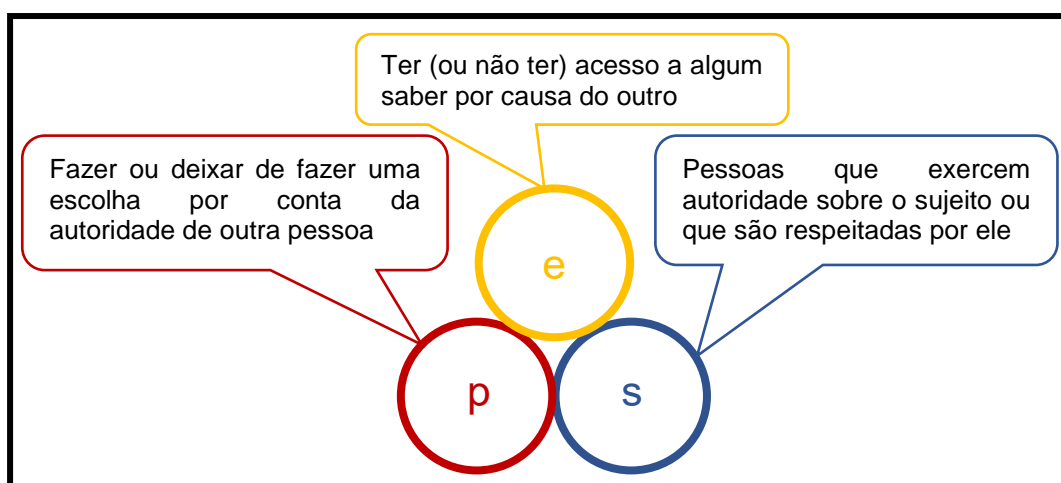 Ter (ou não ter) acesso a algum
saber por causa do outro
Fazer ou deixar de fazer uma
escolha por conta da
autoridade de outra pessoa
Pessoas que exercem
autoridade sobre o sujeito ou
que são respeitadas por ele
e
p
s